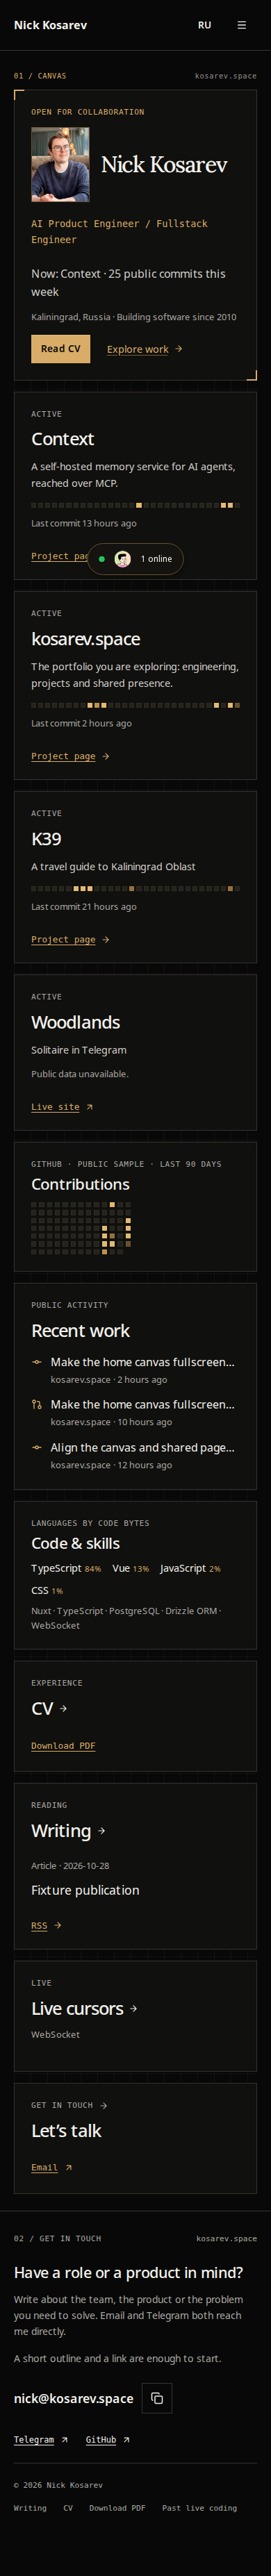 Nick Kosarev
RU
01 / CANVAS
kosarev.space
OPEN FOR COLLABORATION
Nick Kosarev
AI Product Engineer / Fullstack
Engineer
Now: Context · 25 public commits this
week
Kaliningrad, Russia · Building software since 2010
Read CV
Explore work
ACTIVE
Context
A self-hosted memory service for AI agents,
reached over MCP.
Last commit 13 hours ago
Project
1 online
ACTIVE
kosarev.space
The portfolio you are exploring: engineering,
projects and shared presence.
Last commit 2 hours ago
Project page
ACTIVE
K39
A travel guide to Kaliningrad Oblast
Last commit 21 hours ago
Project page
ACTIVE
Woodlands
Solitaire in Telegram
Public data unavailable.
Live site
GITHUB · PUBLIC SAMPLE · LAST 90 DAYS
Contributions
PUBLIC ACTIVITY
Recent work
Make the home canvas fullscreen...
kosarev.space · 2 hours ago
Make the home canvas fullscreen...
kosarev.space · 10 hours ago
Align the canvas and shared page...
kosarev.space · 12 hours ago
LANGUAGES BY CODE BYTES
Code & skills
TypeScript 84% Vue 13% JavaScript 2%
CSS 1%
Nuxt · TypeScript · PostgreSQL · Drizzle ORM ·
WebSocket
EXPERIENCE
CV
Download PDF
READING
Writing
Article · 2026-10-28
Fixture publication
RSS
LIVE
Live cursors
WebSocket
GET IN TOUCH
Let's talk
Email
02 / GET IN TOUCH
kosarev.space
Have a role or a product in mind?
Write about the team, the product or the problem
you need to solve. Email and Telegram both reach
me directly.
A short outline and a link are enough to start.
nick@kosarev.space
Telegram
GitHub
© 2026 Nick Kosarev
Writing CV Download PDF Past live coding